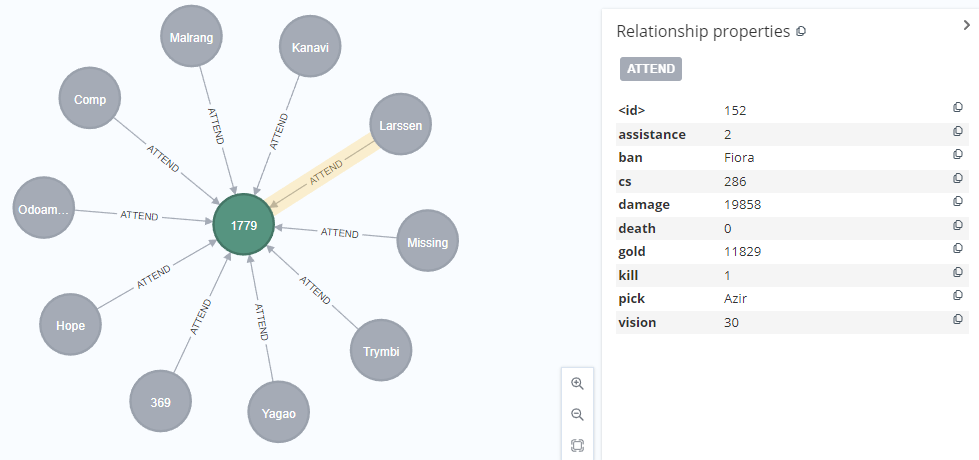 Malrang
Kanavi
Comp
Larssen
ATTEND
ATTEND
ATTEND
ATTEND
Odoam...
ATTEND
1779
ATTEND
Missing
ATTEND
ATTEND
Hope
ATTEND
ATTEND
Trymbi
369
Yagao
Relationship properties
ATTEND
<id> 152
assistance 2
ban Fiora
cs 286
damage 19858
death 0
gold 11829
kill 1
pick Azir
vision 30